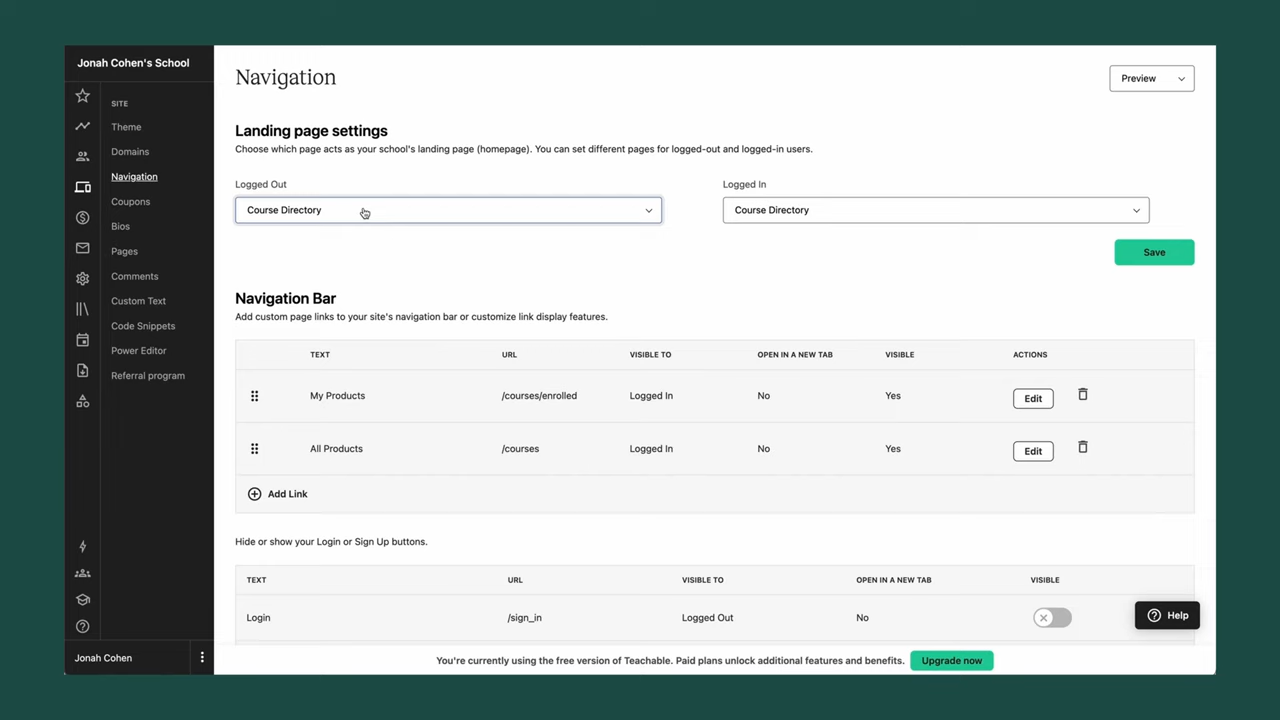 Jonah Cohen's School
SITE
Theme
Domains
Navigation
Coupons
Bios
Pages
Comments
Custom Text
Code Snippets
Power Editor
Referral program
Jonah Cohen
Navigation
Preview
Landing page settings
Choose which page acts as your school's landing page (homepage). You can set different pages for logged-out and logged-in users.
Logged Out
Logged In
Course Directory
Course Directory
Save
Navigation Bar
Add custom page links to your site's navigation bar or customize link display features.
TEXT URL VISIBLE TO OPEN IN A NEW TAB VISIBLE ACTIONS
My Products /courses/enrolled Logged In No Yes Edit
All Products /courses Logged In No Yes Edit
Add Link
Hide or show your Login or Sign Up buttons.
TEXT URL VISIBLE TO OPEN IN A NEW TAB VISIBLE
Login /sign_in Logged Out No
Help
You're currently using the free version of Teachable. Paid plans unlock additional features and benefits. Upgrade now